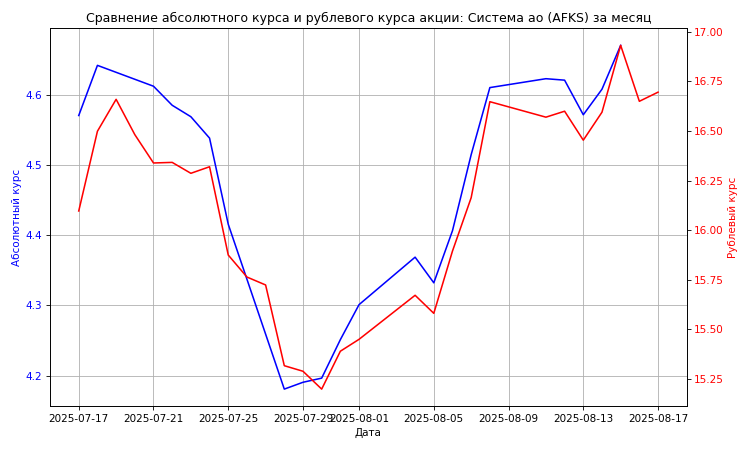 Сравнение абсолютного курса и рублевого курса акции: Система ао (AFKS) за месяц
17.00
16.75
4.6
16.50
4.5
16.25
Абсолютный курс
Рублевый курс
4.4
16.00
15.75
4.3
15.50
4.2
15.25
2025-07-17 2025-07-21 2025-07-25 2025-07-29 2025-08-01 2025-08-05 2025-08-09 2025-08-13 2025-08-17
Дата